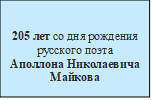 205 лет со дня рождения
русского поэта
Аполлона Николаевича
Майкова